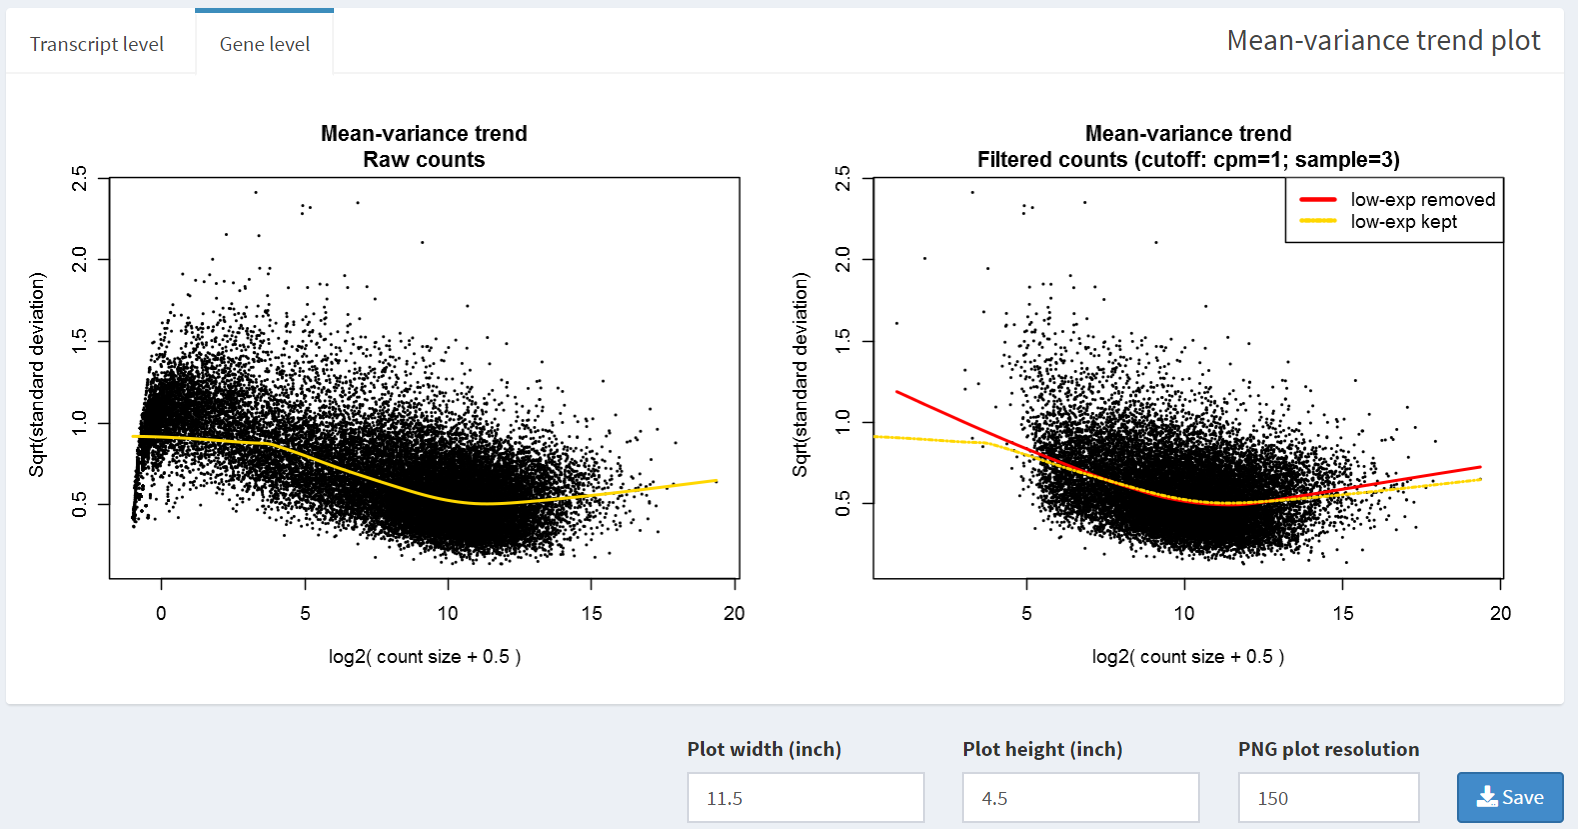 Transcript level
Gene level
Mean-variance trend plot
Mean-variance trend
Raw counts
2.5
2.0
1.5
1.0
0.5
Sqrt(standard deviation)
0
5
10
15
20
log2( count size + 0.5 )
Mean-variance trend
Filtered counts (cutoff: cpm=1; sample=3)
low-exp removed
low-exp kept
2.5
2.0
1.5
1.0
0.5
Sqrt(standard deviation)
5
10
15
20
log2( count size + 0.5 )
Plot width (inch)
Plot height (inch)
PNG plot resolution
11.5
4.5
150
Save